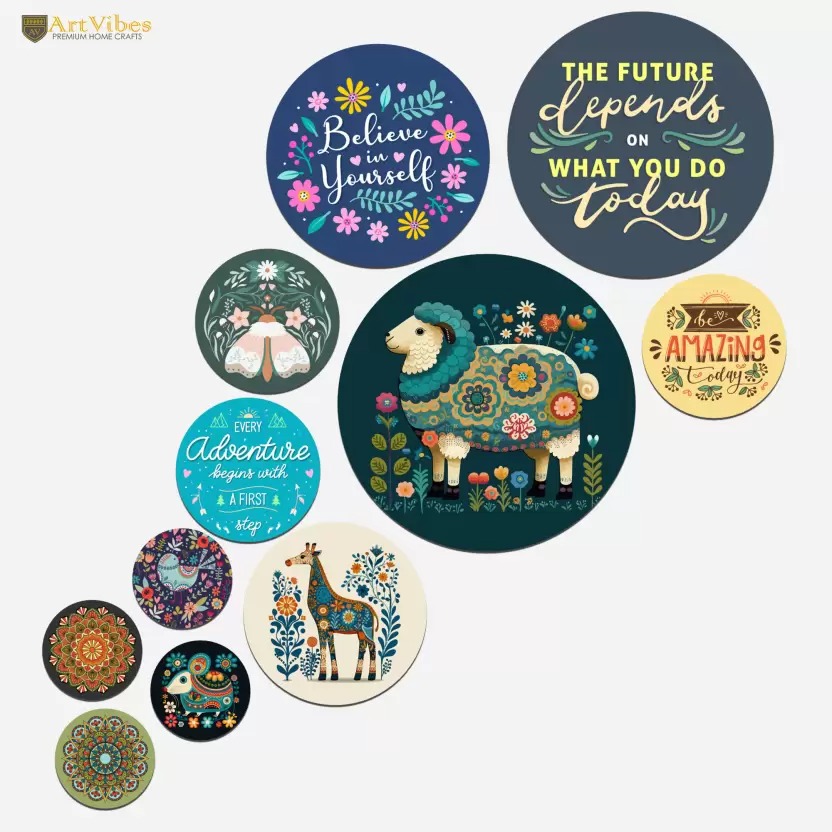 AV
ArtVibes
PREMIUM HOME CRAFTS
Believe
in
Yourself
THE FUTURE
depends
ON
WHAT YOU DO
today
be
AMAZING
today
EVERY
Adventure
begins with
A FIRST
step